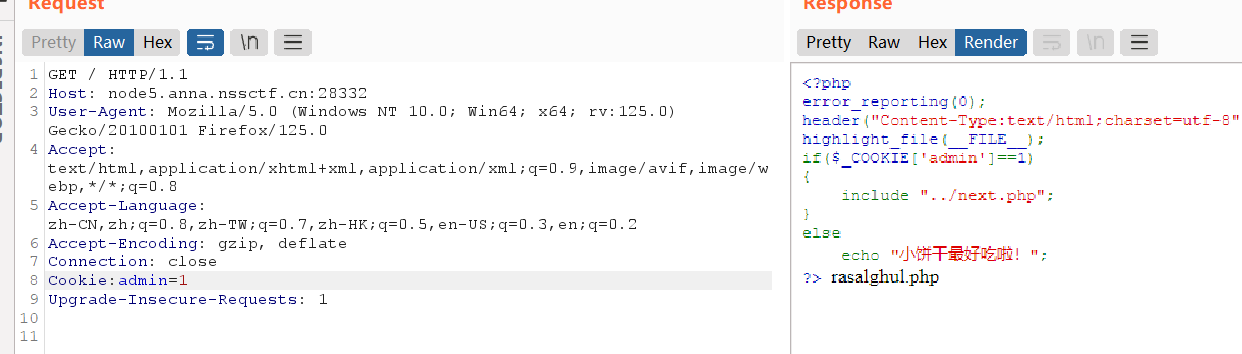 Request
Pretty Raw Hex \n
1 GET / HTTP/1.1
2 Host: node5.anna.nssctf.cn:28332
3 User-Agent: Mozilla/5.0 (Windows NT 10.0; Win64; x64; rv:125.0)
Gecko/20100101 Firefox/125.0
4 Accept:
text/html,application/xhtml+xml,application/xml;q=0.9,image/avif,image/w
ebp,*/*;q=0.8
5 Accept-Language:
zh-CN,zh;q=0.8,zh-TW;q=0.7,zh-HK;q=0.5,en-US;q=0.3,en;q=0.2
6 Accept-Encoding: gzip, deflate
7 Connection: close
8 Cookie:admin=1
9 Upgrade-Insecure-Requests: 1
10
11
Response
Pretty Raw Hex Render \n
<?php
error_reporting(0);
header("Content-Type:text/html;charset=utf-8"
highlight_file(__FILE__);
if($_COOKIE['admin']==1)
{
include "../next.php";
}
else
echo "小饼干最好吃啦！";
?> rasalghul.php